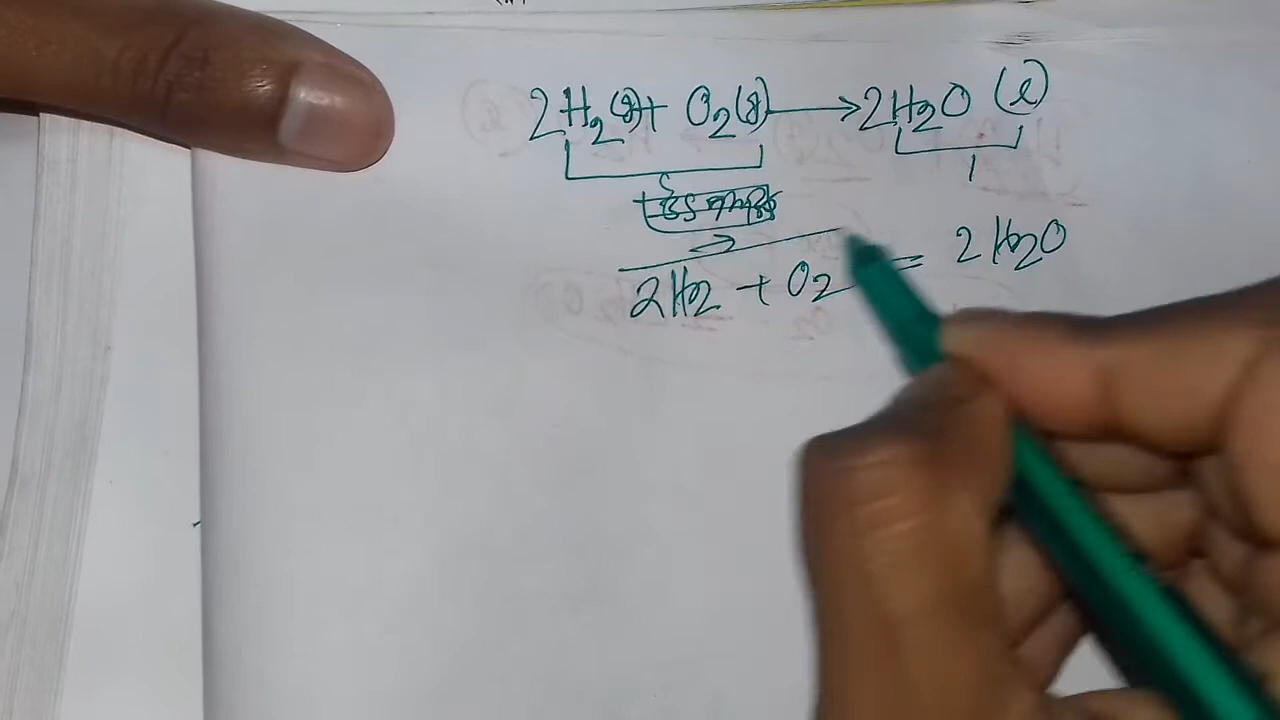 2H₂(g) + O₂(g) → 2H₂O (l)
2H₂ + O₂ = 2H₂O